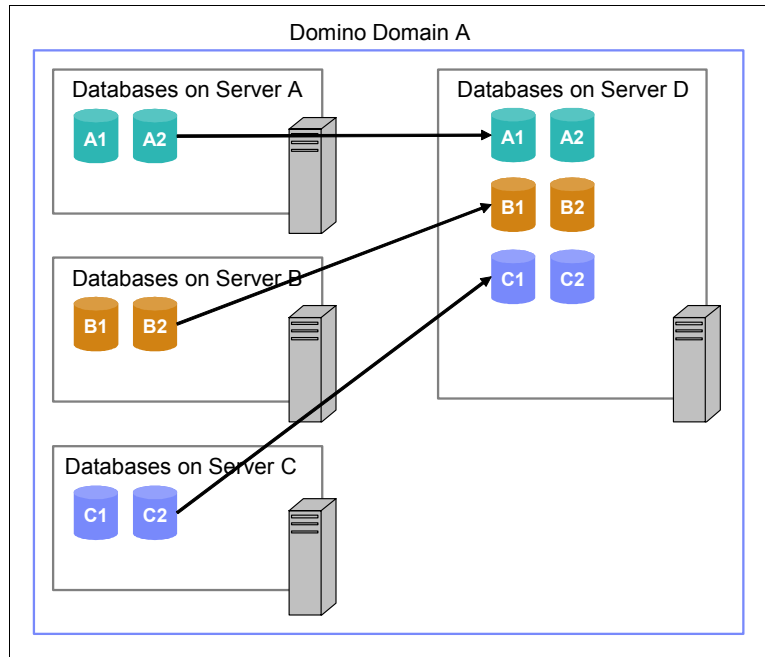 Domino Domain A
Databases on Server A
A1 A2
Databases on Server B
B1 B2
Databases on Server C
C1 C2
Databases on Server D
A1 A2
B1 B2
C1 C2